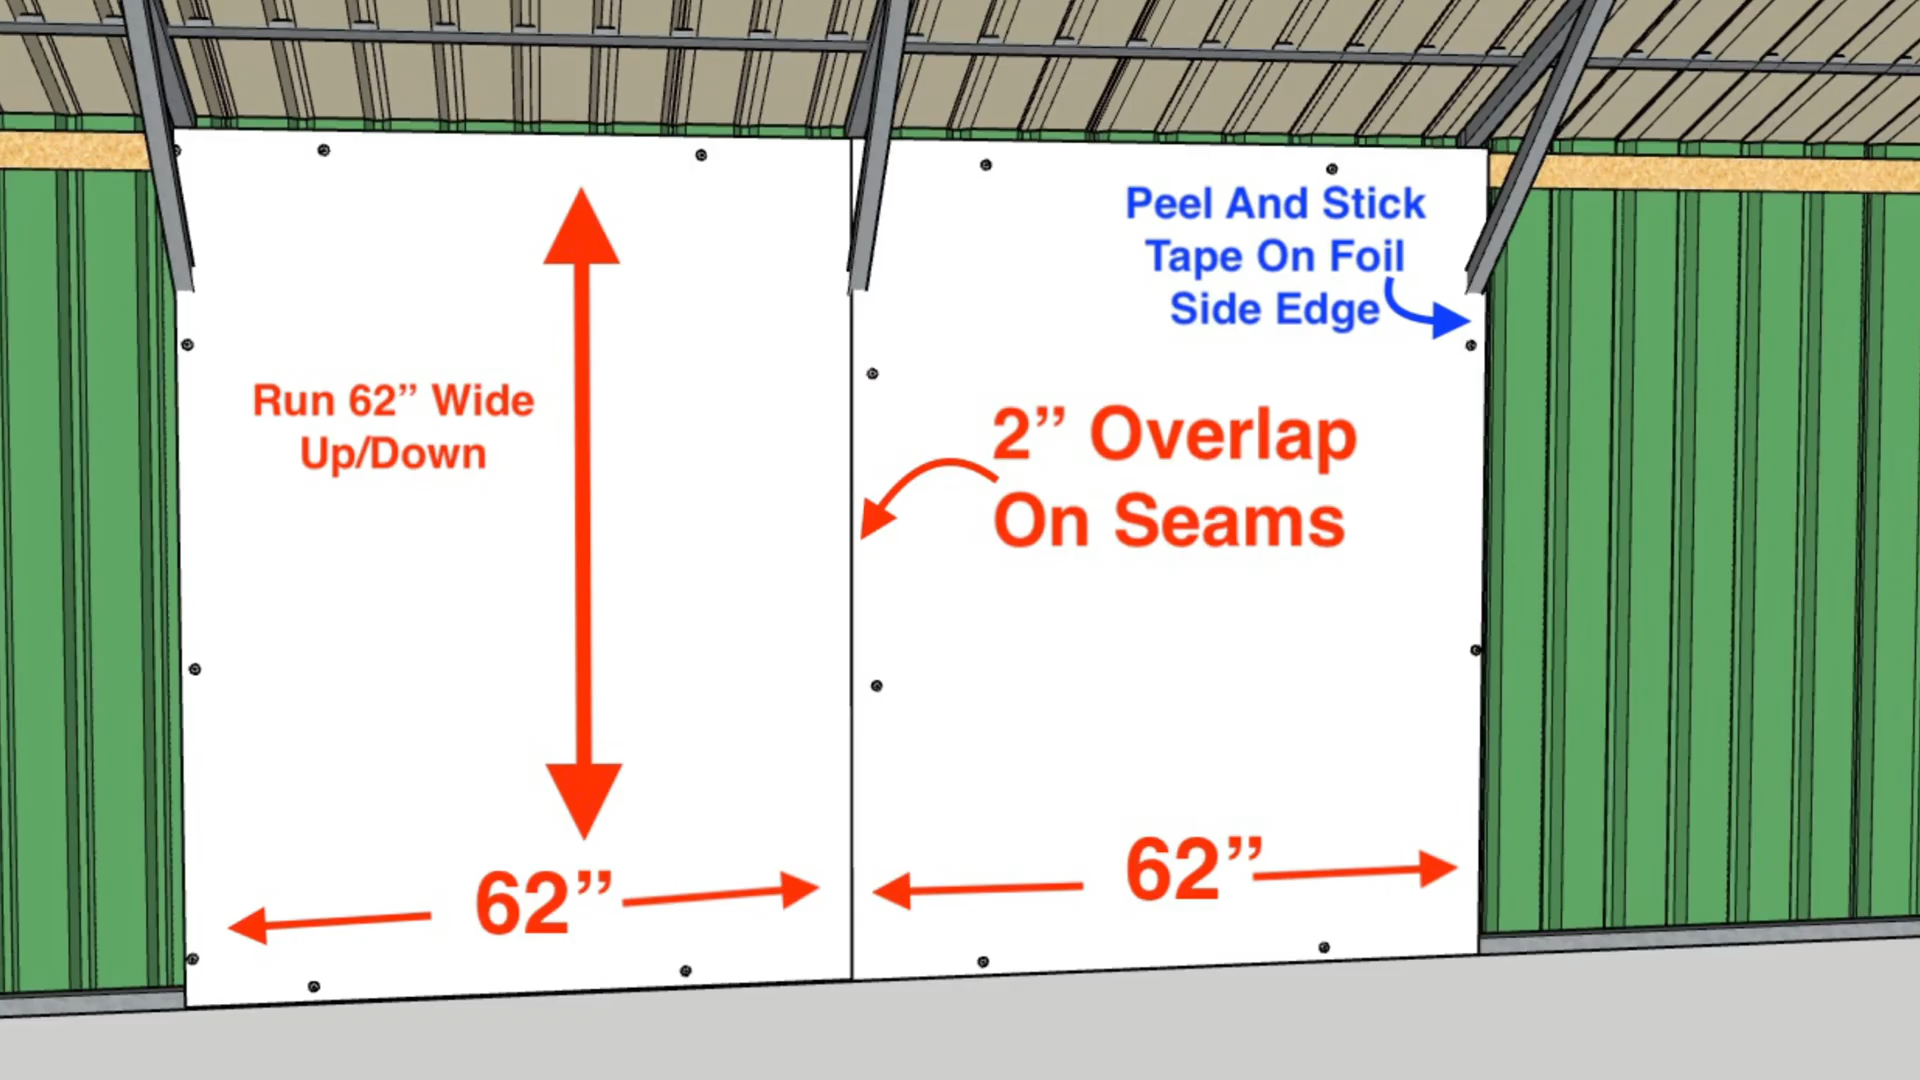 Peel And Stick
Tape On Foil
Side Edge
Run 62” Wide
Up/Down
2” Overlap
On Seams
62”
62”